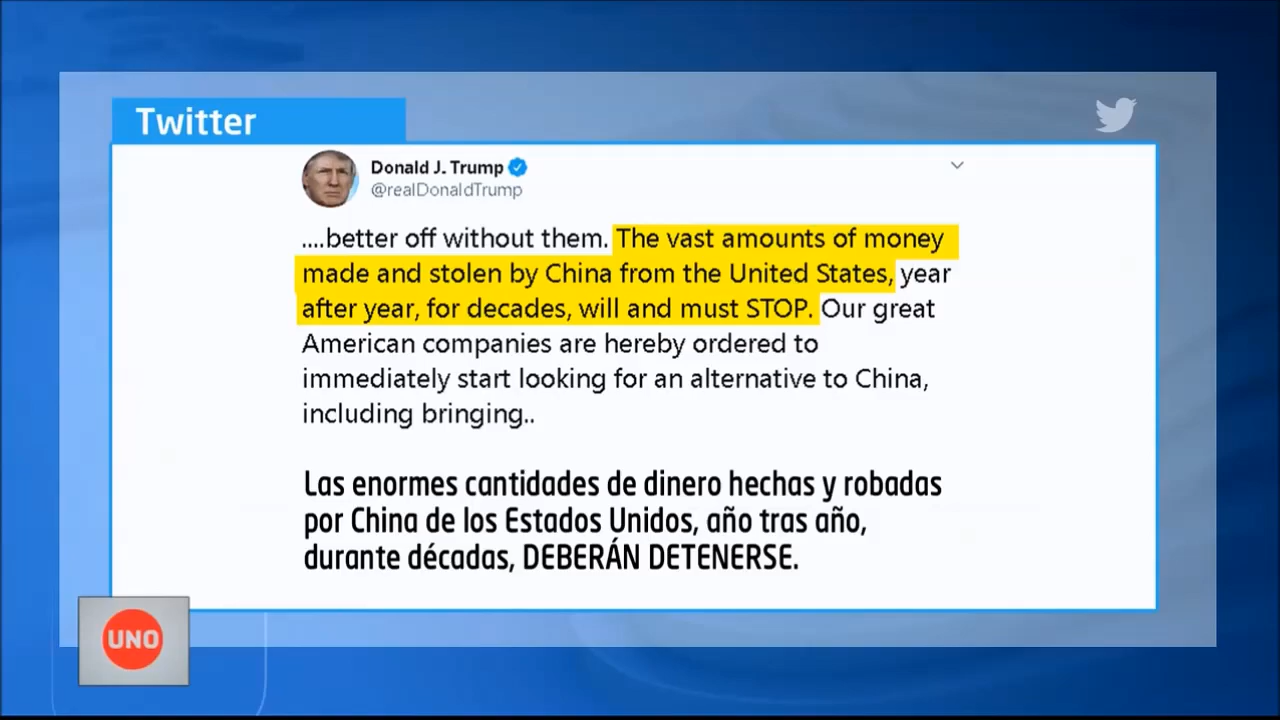 Twitter
Donald J. Trump
@realDonaldTrump
....better off without them. The vast amounts of money
made and stolen by China from the United States, year
after year, for decades, will and must STOP. Our great
American companies are hereby ordered to
immediately start looking for an alternative to China,
including bringing..
Las enormes cantidades de dinero hechas y robadas
por China de los Estados Unidos, año tras año,
durante décadas, DEBERÁN DETENERSE.
UNO